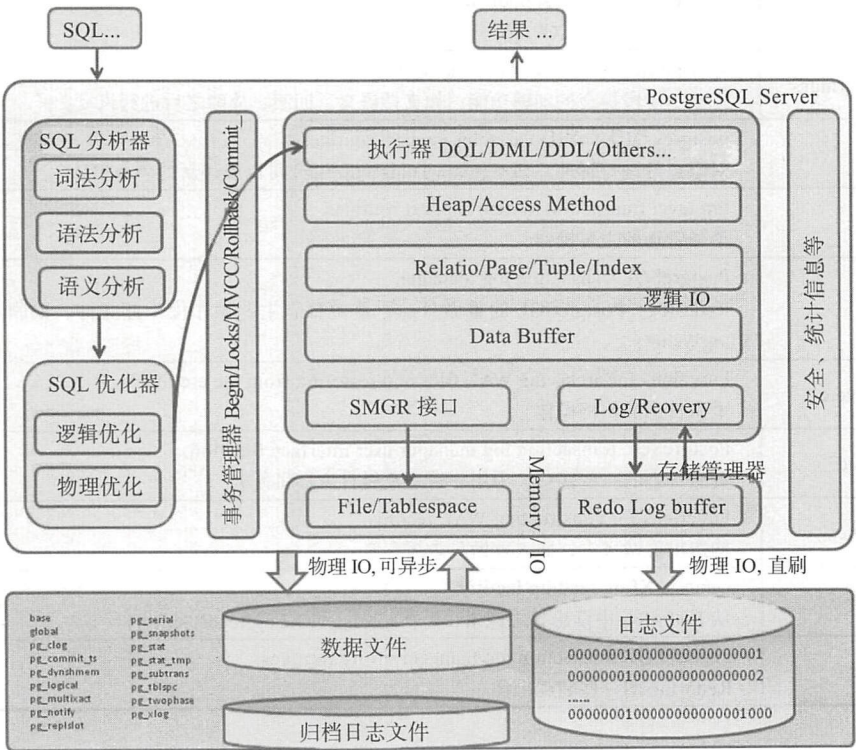 SQL...
结果 ...
PostgreSQL Server
SQL 分析器
词法分析
语法分析
语义分析
SQL 优化器
逻辑优化
物理优化
事务管理器 Begin/Locks/MVCC/Rollback/Commit_
执行器 DQL/DML/DDL/Others...
Heap/Access Method
Relatio/Page/Tuple/Index
逻辑 IO
Data Buffer
SMGR 接口
Log/Reovery
存储管理器
Memory / IO
File/Tablespace
Redo Log buffer
安全、统计信息等
物理 IO, 可异步
物理 IO, 直刷
base
global
pg_clog
pg_commit_ts
pg_dynshmem
pg_logical
pg_multixact
pg_notify
pg_replslot
pg_serial
pg_snapshots
pg_stat
pg_stat_tmp
pg_subtrans
pg_tblspc
pg_twophase
pg_xlog
数据文件
归档日志文件
日志文件
000000010000000000000001
000000010000000000000002
......
000000010000000000001000